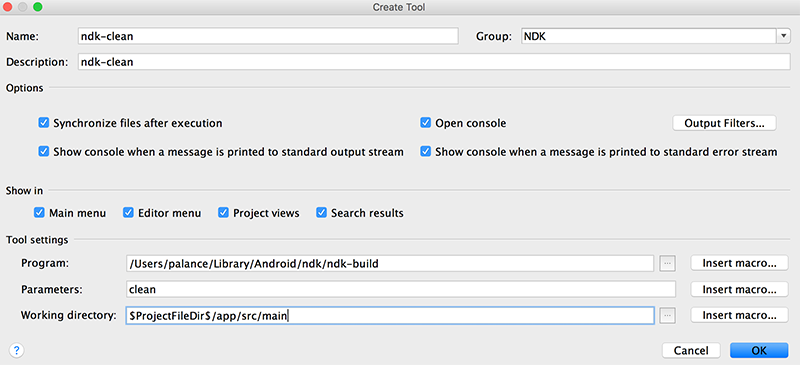 Create Tool
Name: ndk-clean Group: NDK
Description: ndk-clean
Options
Synchronize files after execution Open console Output Filters...
Show console when a message is printed to standard output stream Show console when a message is printed to standard error stream
Show in
Main menu Editor menu Project views Search results
Tool settings
Program: /Users/palance/Library/Android/ndk/ndk-build ... Insert macro...
Parameters: clean Insert macro...
Working directory: $ProjectFileDir$/app/src/main ... Insert macro...
? Cancel OK